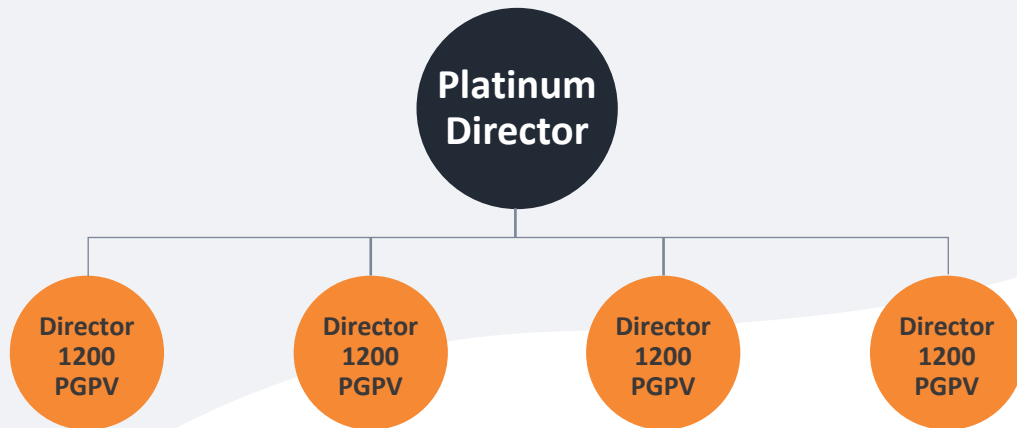 Platinum
Director
Director
1200
PGPV
Director
1200
PGPV
Director
1200
PGPV
Director
1200
PGPV